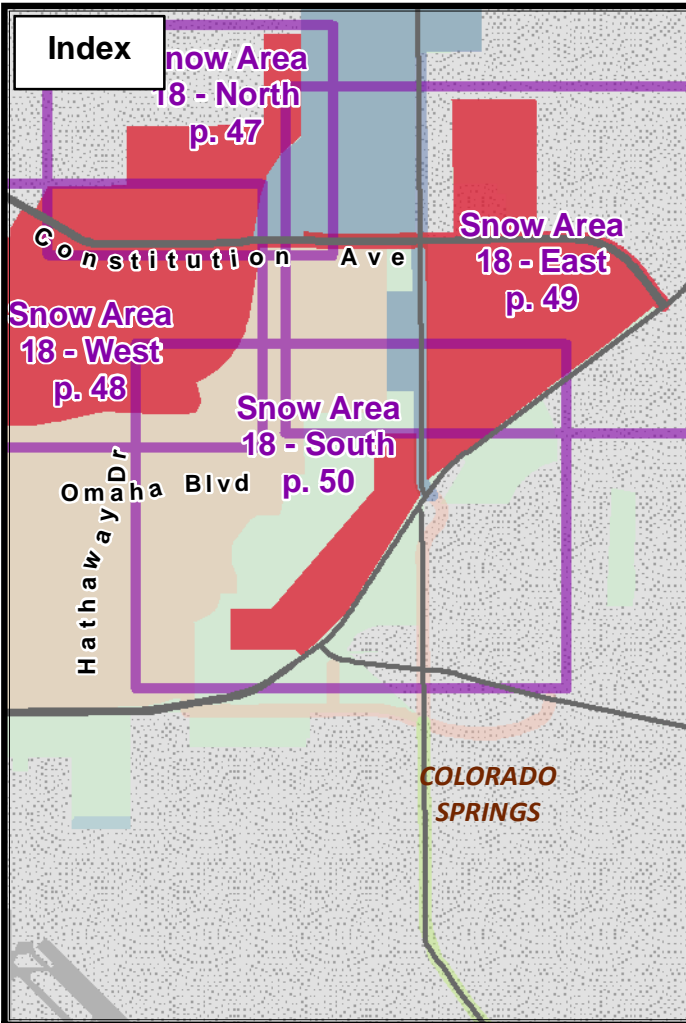 Index
now Area
18 - North
p. 47
Constitution Ave
Snow Area
18 - East
p. 49
Snow Area
18 - West
p. 48
Snow Area
18 - South
p. 50
Omaha Blvd
Hathaway Dr
COLORADO
SPRINGS